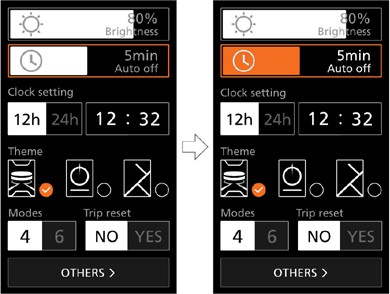 80%
Brightness
5min
Auto off
Clock setting
12h 24h 12 : 32
Theme
Modes Trip reset
4 6 NO YES
OTHERS >
80%
Brightness
5min
Auto off
Clock setting
12h 24h 12 : 32
Theme
Modes Trip reset
4 6 NO YES
OTHERS >